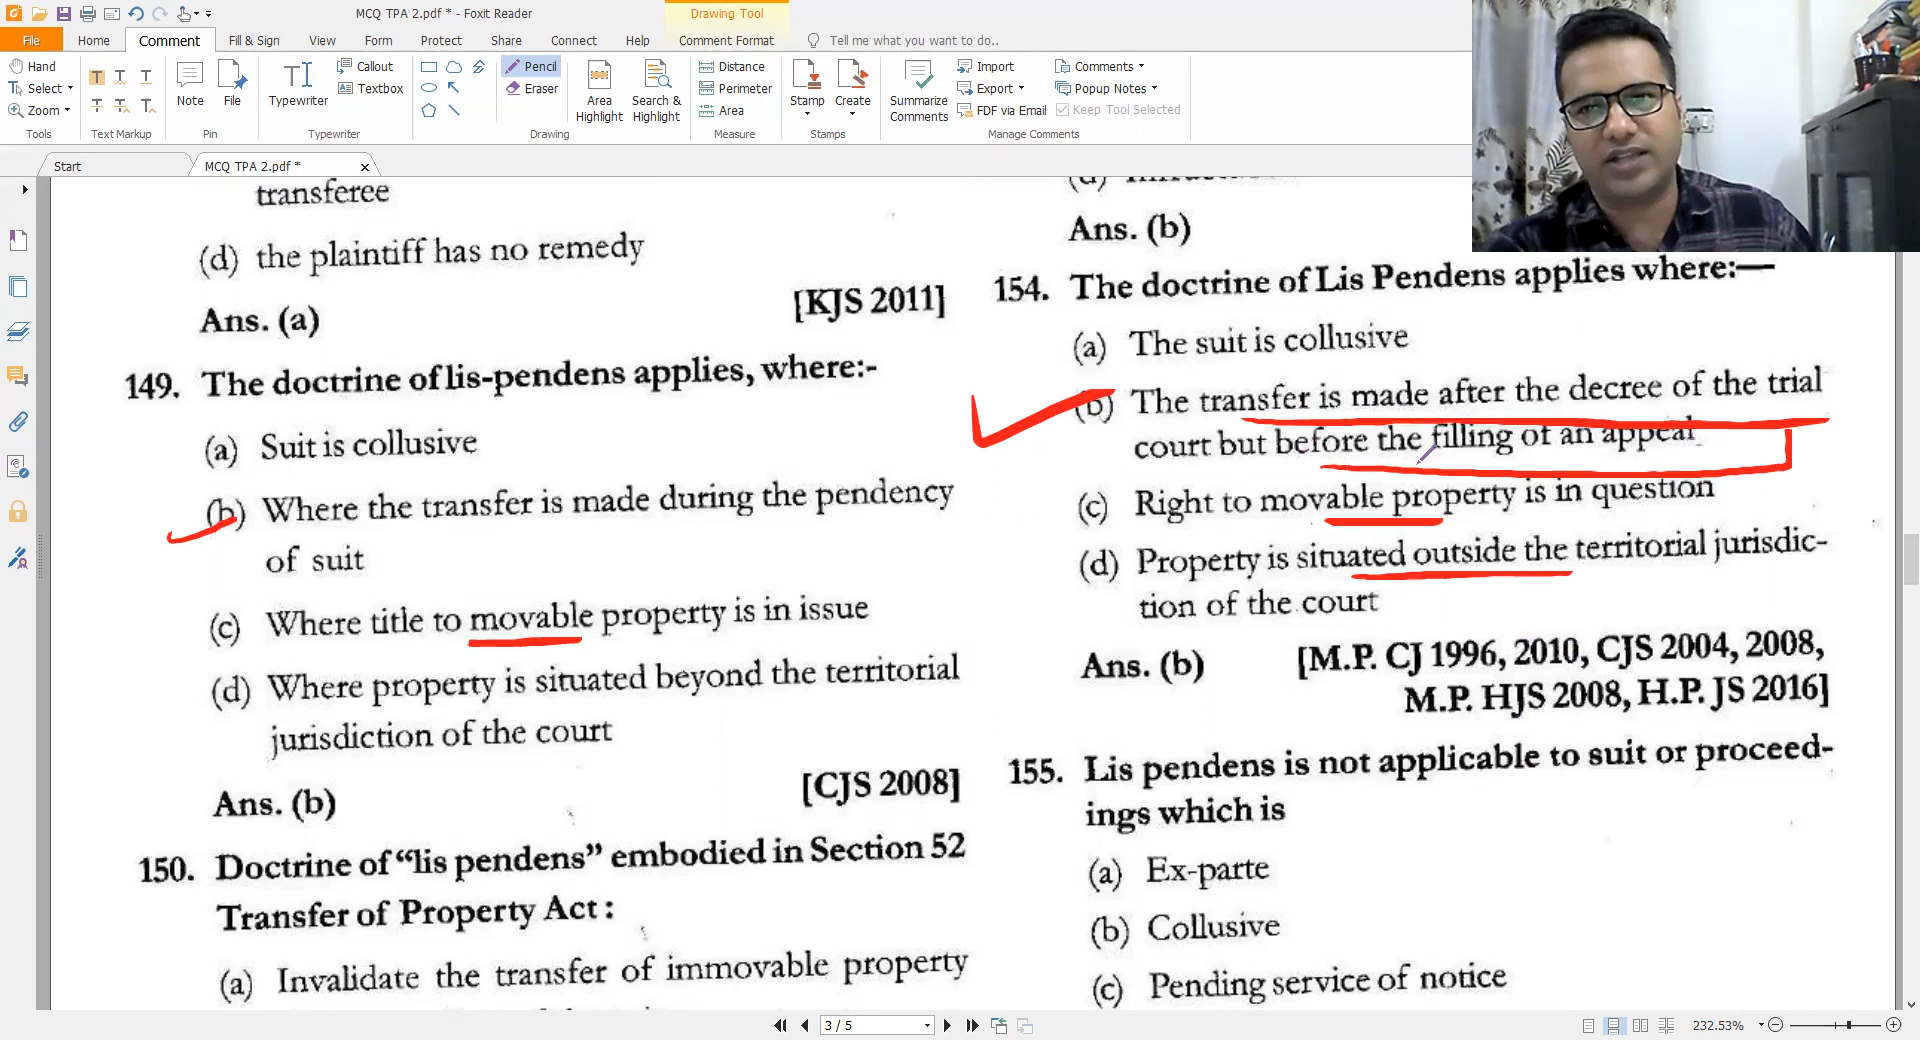 MCQ TPA 2.pdf * - Foxit Reader
Drawing Tool
File
Home
Comment
Fill & Sign
View
Form
Protect
Share
Connect
Help
Comment Format
Tell me what you want to do..
Hand
Select
Zoom
Tools
Text Markup
Note
File
Pin
Typewriter
Callout
Textbox
Typewriter
Pencil
Eraser
Area Highlight
Search & Highlight
Drawing
Distance
Perimeter
Area
Measure
Stamp
Create
Stamps
Summarize Comments
Import
Export
FDF via Email
Comments
Popup Notes
Keep Tool Selected
Manage Comments
Start
MCQ TPA 2.pdf *
transferee
(d) the plaintiff has no remedy
Ans. (a) [KJS 2011]
149. The doctrine of lis-pendens applies, where:-
(a) Suit is collusive
(b) Where the transfer is made during the pendency
of suit
(c) Where title to movable property is in issue
(d) Where property is situated beyond the territorial
jurisdiction of the court
Ans. (b) [CJS 2008]
150. Doctrine of “lis pendens” embodied in Section 52
Transfer of Property Act :
(a) Invalidate the transfer of immovable property
Ans. (b)
154. The doctrine of Lis Pendens applies where:—
(a) The suit is collusive
(b) The transfer is made after the decree of the trial
court but before the filling of an appeal
(c) Right to movable property is in question
(d) Property is situated outside the territorial jurisdic-
tion of the court
Ans. (b) [M.P. CJ 1996, 2010, CJS 2004, 2008,
M.P. HJS 2008, H.P. JS 2016]
155. Lis pendens is not applicable to suit or proceed-
ings which is
(a) Ex-parte
(b) Collusive
(c) Pending service of notice
3 / 5
232.53%